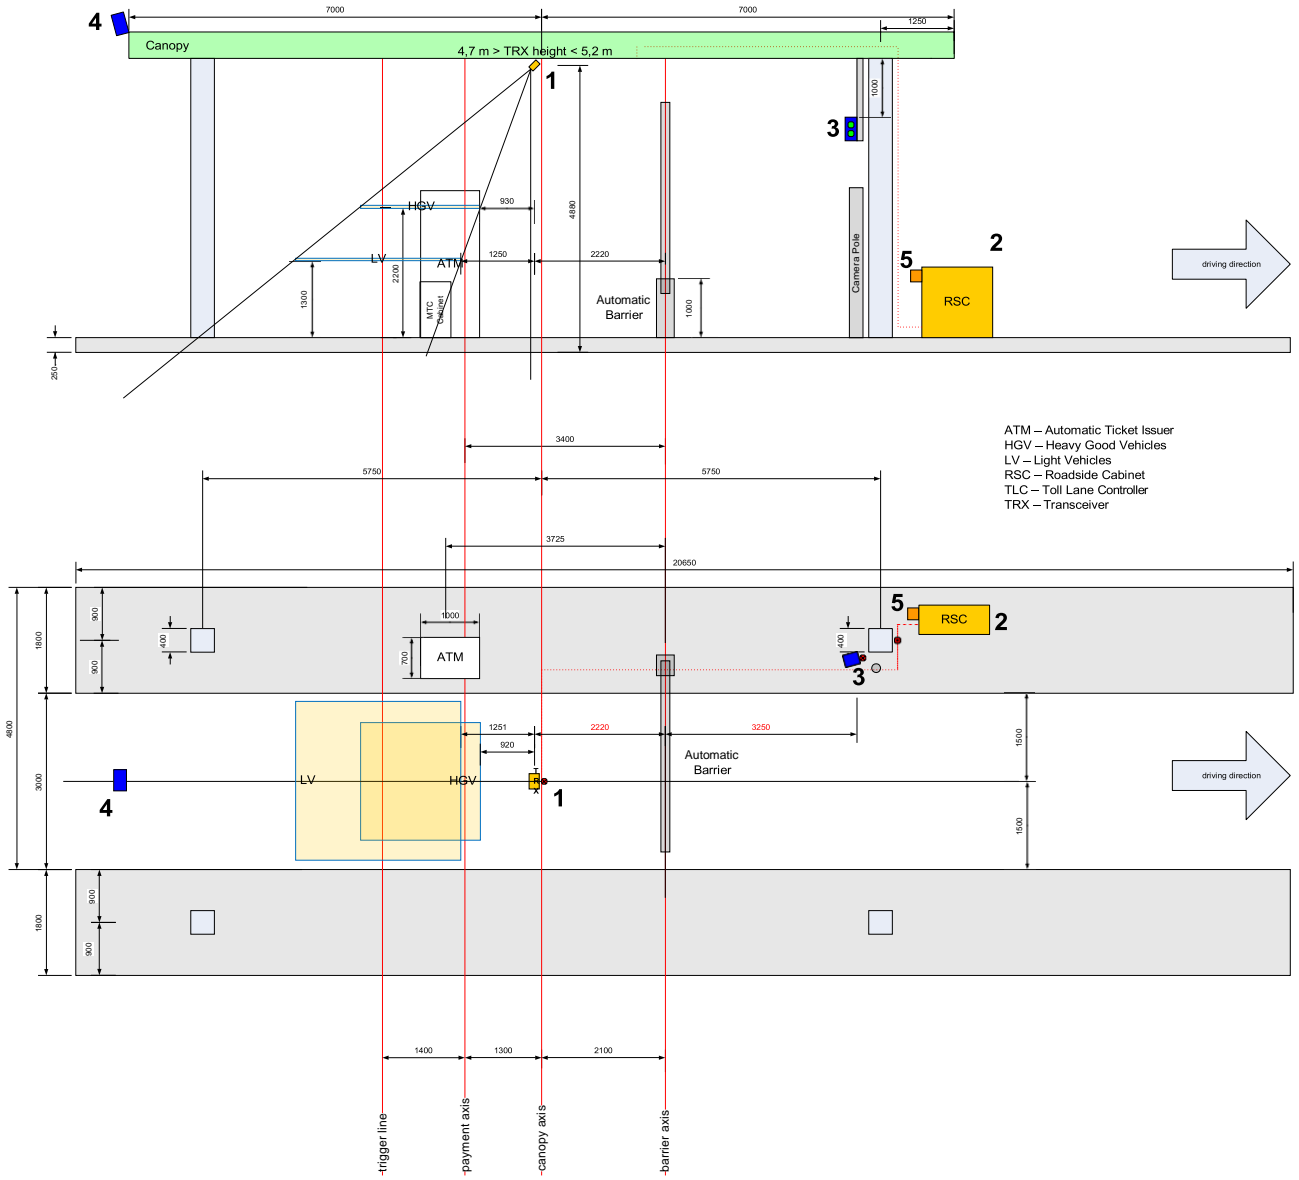 7000
7000
1250
4
Canopy
4,7 m > TRX height < 5,2 m
1
1000
3
HGV
930
4880
LV
ATM
1250
2220
2200
1300
MTC
Cabinet
Automatic
Barrier
1000
Camera Pole
5
2
RSC
driving direction
250
3400
ATM – Automatic Ticket Issuer
HGV – Heavy Good Vehicles
LV – Light Vehicles
RSC – Roadside Cabinet
TLC – Toll Lane Controller
TRX – Transceiver
5750
5750
3725
20650
900
400
1000
1800
900
700
ATM
400
5
RSC
2
3
4800
3000
1251
2220
3250
920
Automatic
Barrier
1500
LV
HGV
TRX
1
4
driving direction
1500
900
1800
900
1400
1300
2100
trigger line
payment axis
canopy axis
barrier axis